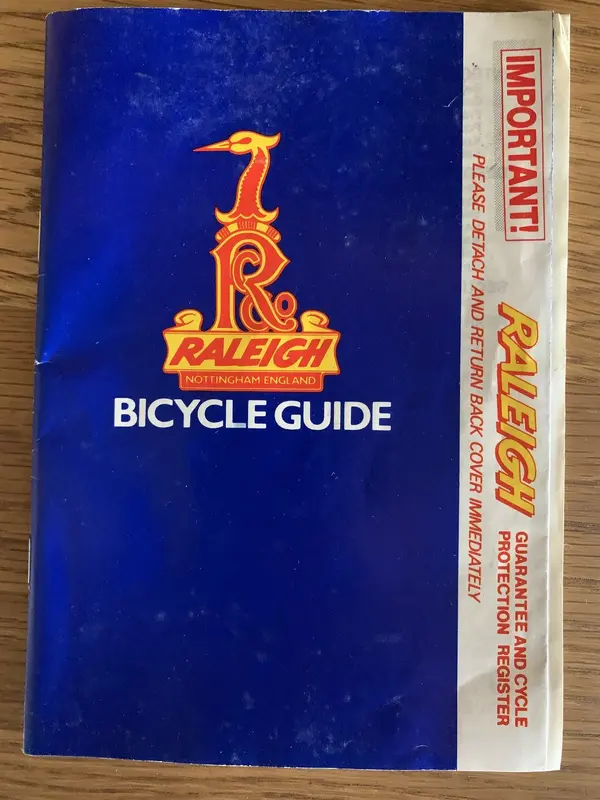 RCo
RALEIGH
NOTTINGHAM ENGLAND
BICYCLE GUIDE
IMPORTANT!
PLEASE DETACH AND RETURN BACK COVER IMMEDIATELY
RALEIGH
GUARANTEE AND CYCLE
PROTECTION REGISTER